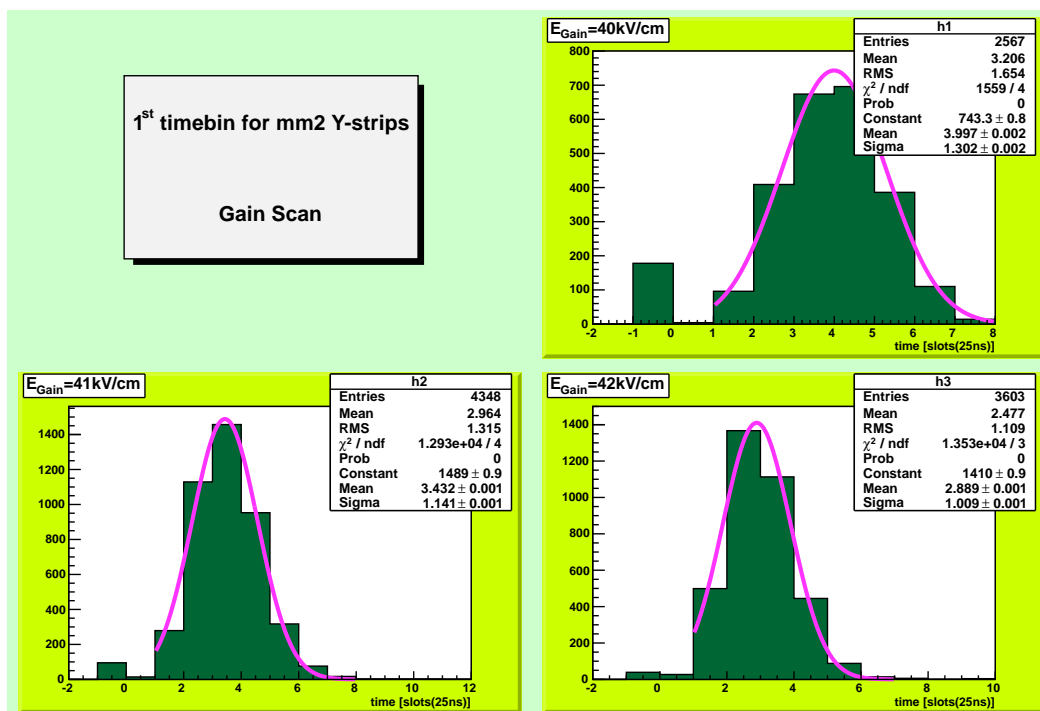 1st timebin for mm2 Y-strips
Gain Scan
EGain=40kV/cm
h1
Entries 2567
Mean 3.206
RMS 1.654
χ2 / ndf 1559 / 4
Prob 0
Constant 743.3 ± 0.8
Mean 3.997 ± 0.002
Sigma 1.302 ± 0.002
800
700
600
500
400
300
200
100
0
-2 -1 0 1 2 3 4 5 6 7 8
time [slots(25ns)]
EGain=41kV/cm
h2
Entries 4348
Mean 2.964
RMS 1.315
χ2 / ndf 1.293e+04 / 4
Prob 0
Constant 1489 ± 0.9
Mean 3.432 ± 0.001
Sigma 1.141 ± 0.001
1400
1200
1000
800
600
400
200
0
-2 0 2 4 6 8 10 12
time [slots(25ns)]
EGain=42kV/cm
h3
Entries 3603
Mean 2.477
RMS 1.109
χ2 / ndf 1.353e+04 / 3
Prob 0
Constant 1410 ± 0.9
Mean 2.889 ± 0.001
Sigma 1.009 ± 0.001
1400
1200
1000
800
600
400
200
0
-2 0 2 4 6 8 10
time [slots(25ns)]